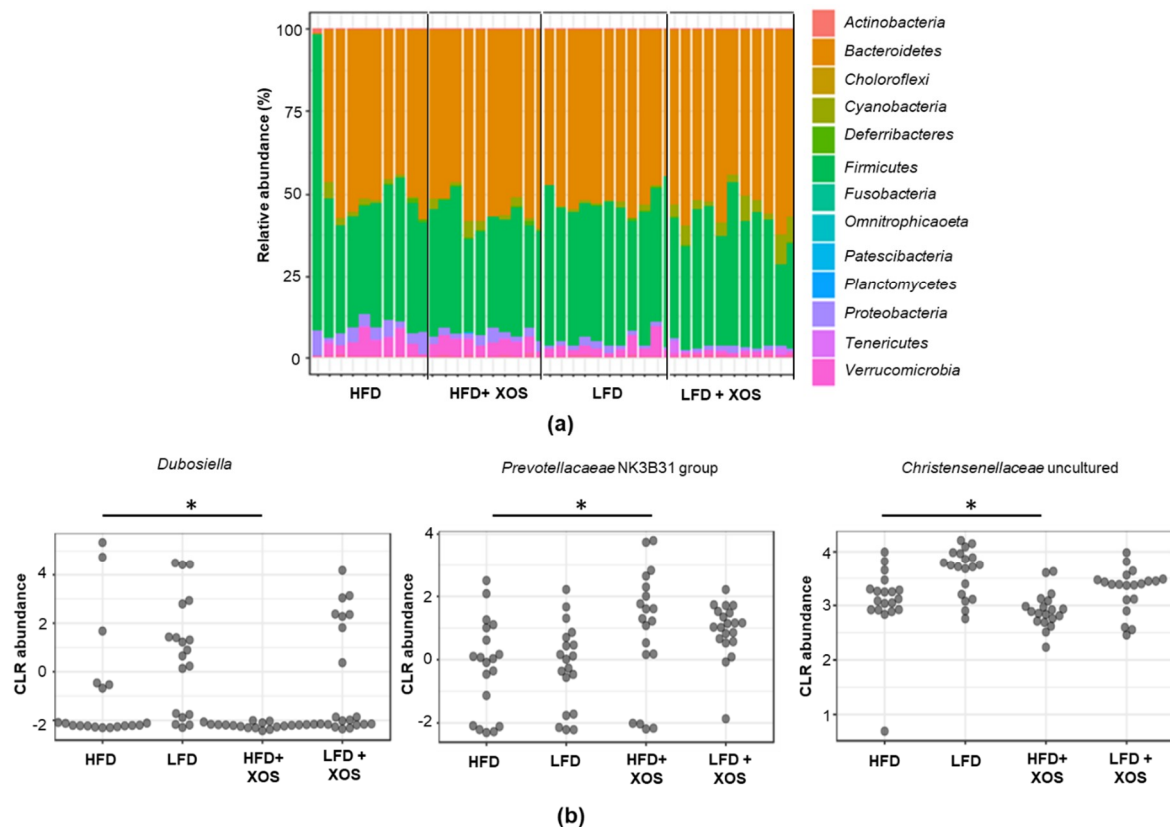 Relative abundance (%)
100
75
50
25
0
HFD
HFD+ XOS
LFD
LFD + XOS
Actinobacteria
Bacteroidetes
Choloroflexi
Cyanobacteria
Deferribacteres
Firmicutes
Fusobacteria
Omnitrophicaoeta
Patescibacteria
Planctomycetes
Proteobacteria
Tenericutes
Verrucomicrobia
(a)
Dubosiella
*
CLR abundance
4
2
0
-2
HFD
LFD
HFD+
XOS
LFD +
XOS
Prevotellacaeae NK3B31 group
*
CLR abundance
4
2
0
-2
HFD
LFD
HFD+
XOS
LFD +
XOS
Christensenellaceae uncultured
*
CLR abundance
4
3
2
1
HFD
LFD
HFD+
XOS
LFD +
XOS
(b)